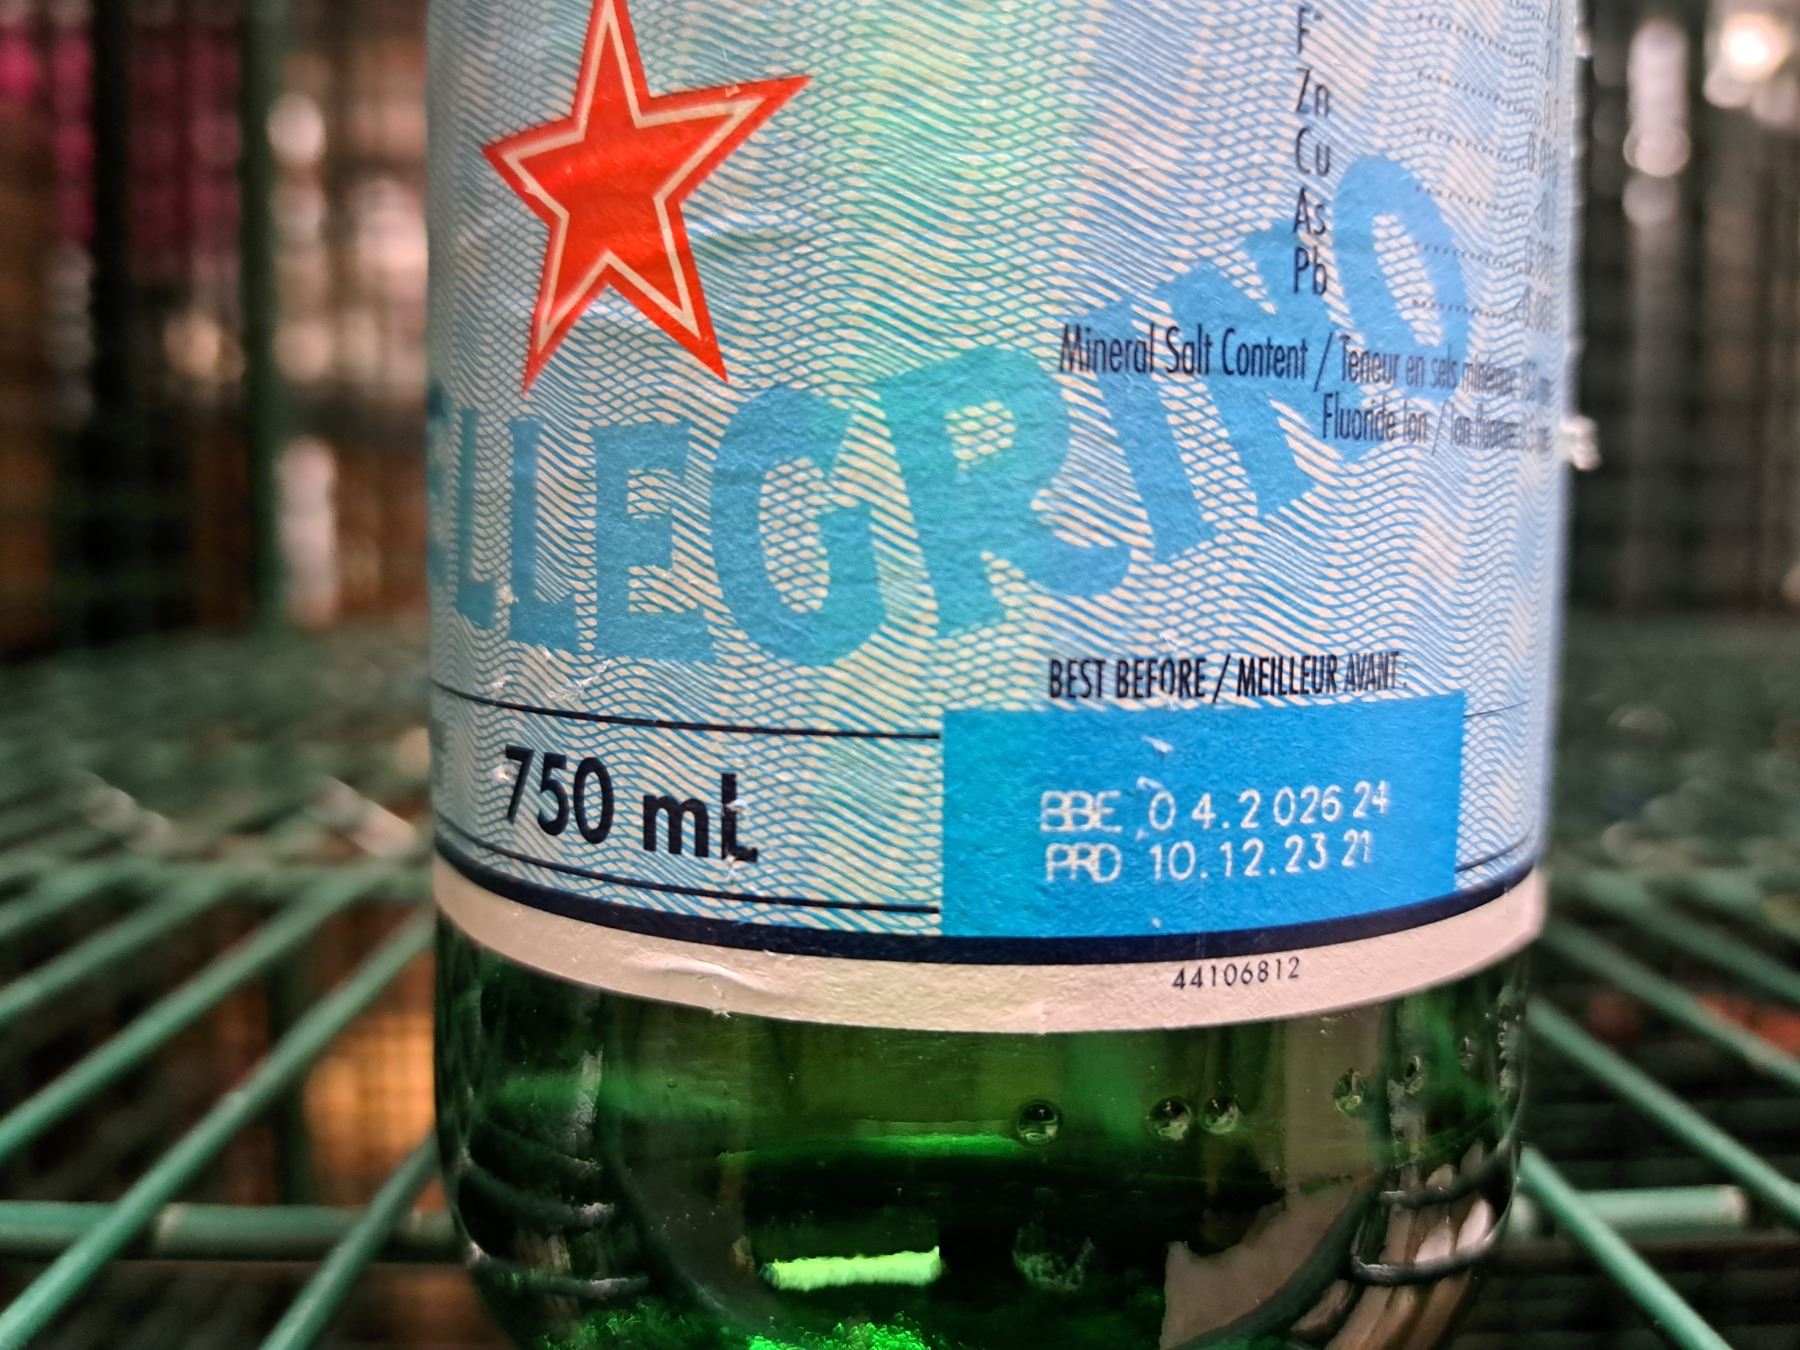 F-
Zn
Cu
As
Pb
Mineral Salt Content / Teneur en sels
Fluoride Ion / Ion
LLEGRINO
BEST BEFORE / MEILLEUR AVANT:
750 mL
BBE 04.2026 24
PRD 10.12.23 21
44106812